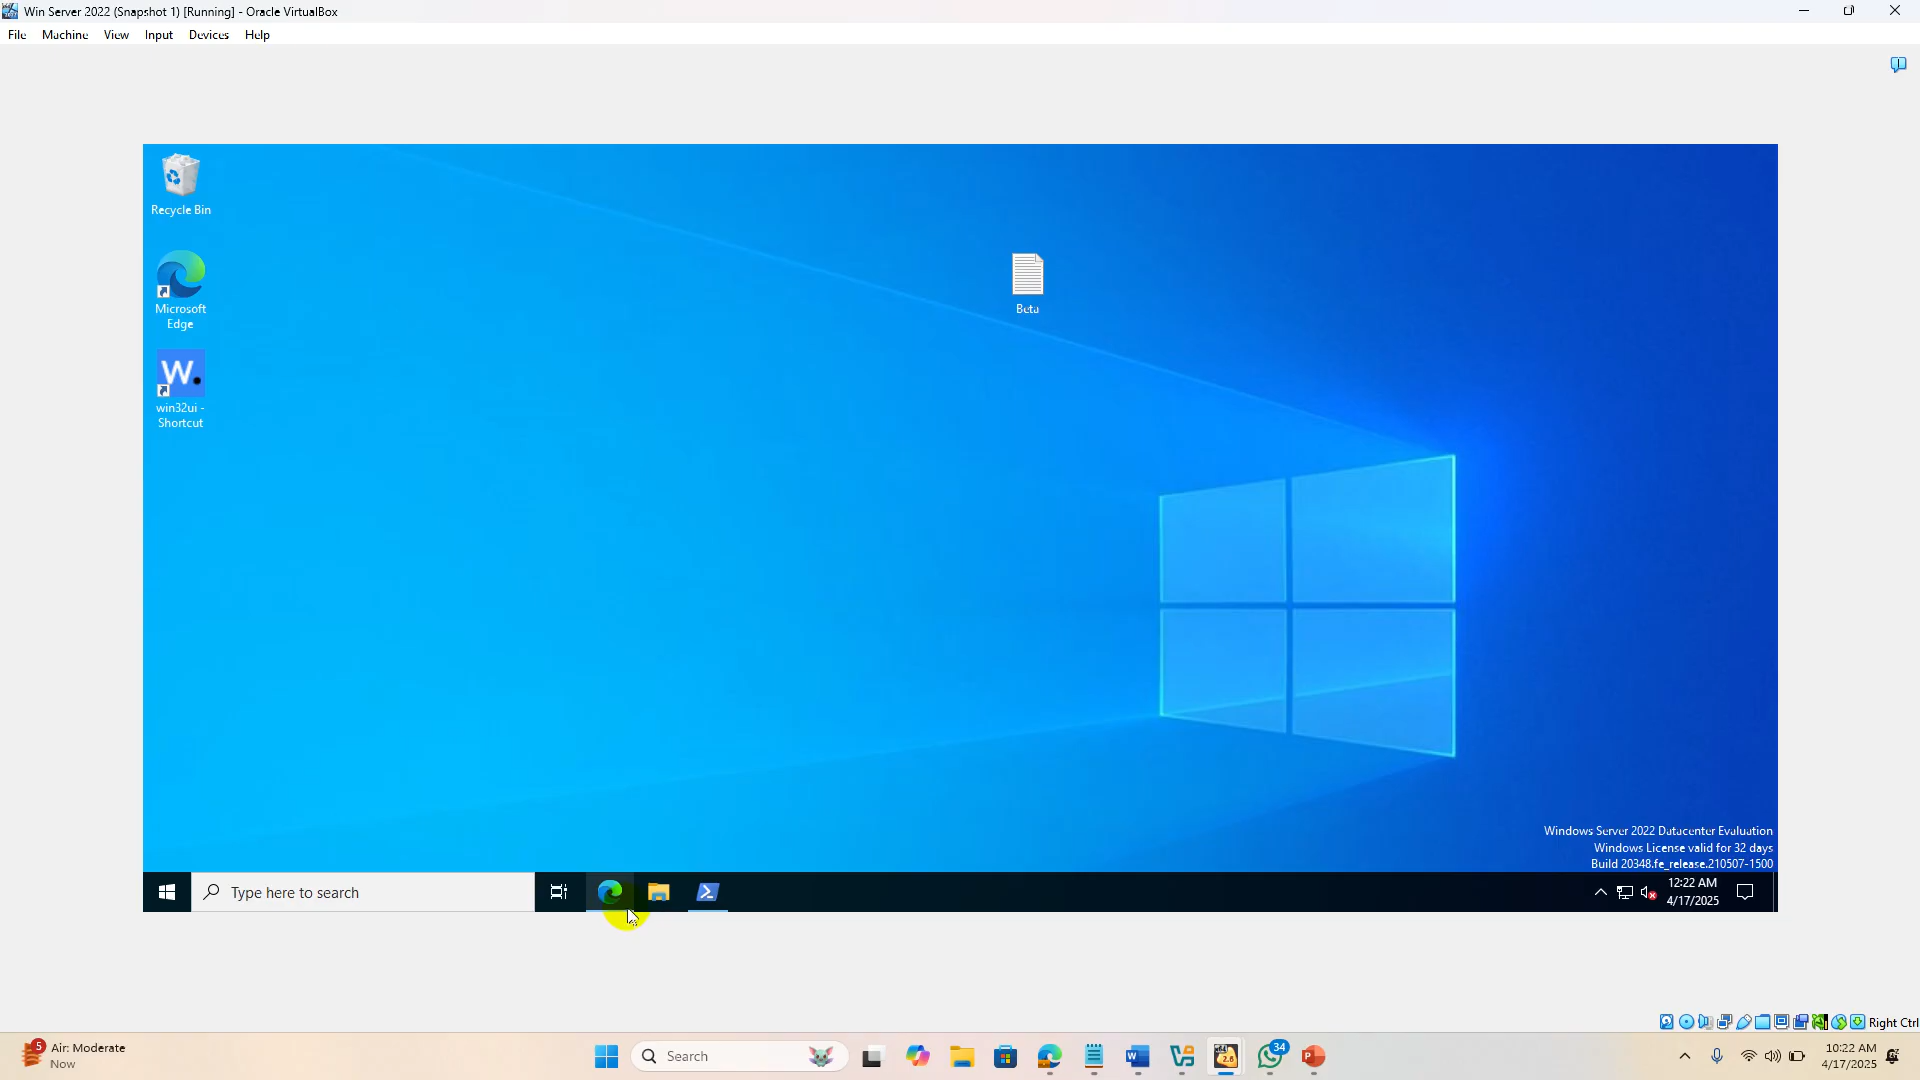 Win Server 2022 (Snapshot 1) [Running] - Oracle VirtualBox
File Machine View Input Devices Help
Recycle Bin
Microsoft
Edge
W.
win32ui -
Shortcut
Beta
Windows Server 2022 Datacenter Evaluation
Windows License valid for 32 days
Build 20348.fe_release.210507-1500
Type here to search
12:22 AM
4/17/2025
Right Ctrl
5
Air: Moderate
Now
Search
34
10:22 AM
4/17/2025